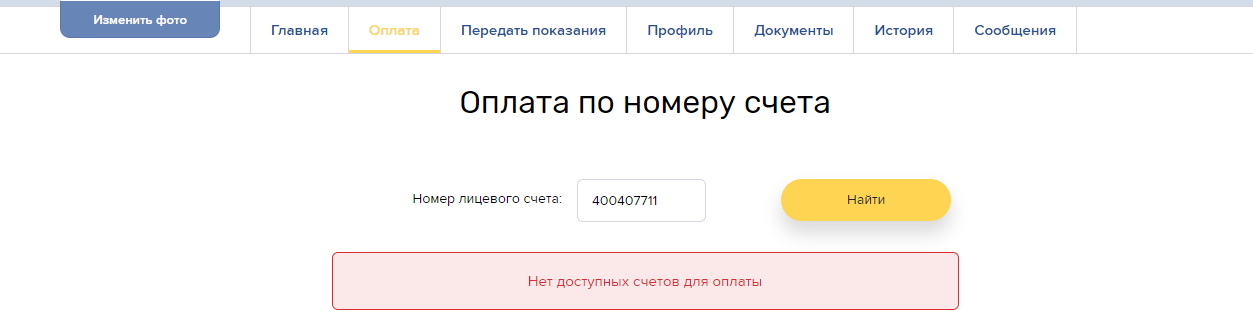 Изменить фото
Главная Оплата Передать показания Профиль Документы История Сообщения
Оплата по номеру счета
Номер лицевого счета: 400407711 Найти
Нет доступных счетов для оплаты